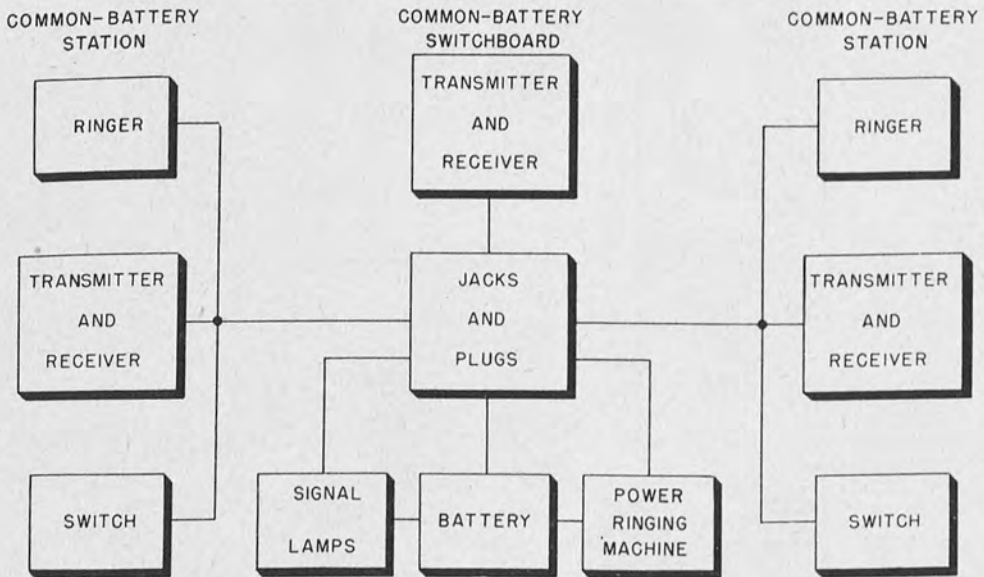 COMMON-BATTERY
STATION
COMMON-BATTERY
SWITCHBOARD
COMMON-BATTERY
STATION
RINGER
TRANSMITTER
AND
RECEIVER
RINGER
TRANSMITTER
AND
RECEIVER
JACKS
AND
PLUGS
TRANSMITTER
AND
RECEIVER
SWITCH
SIGNAL
LAMPS
BATTERY
POWER
RINGING
MACHINE
SWITCH